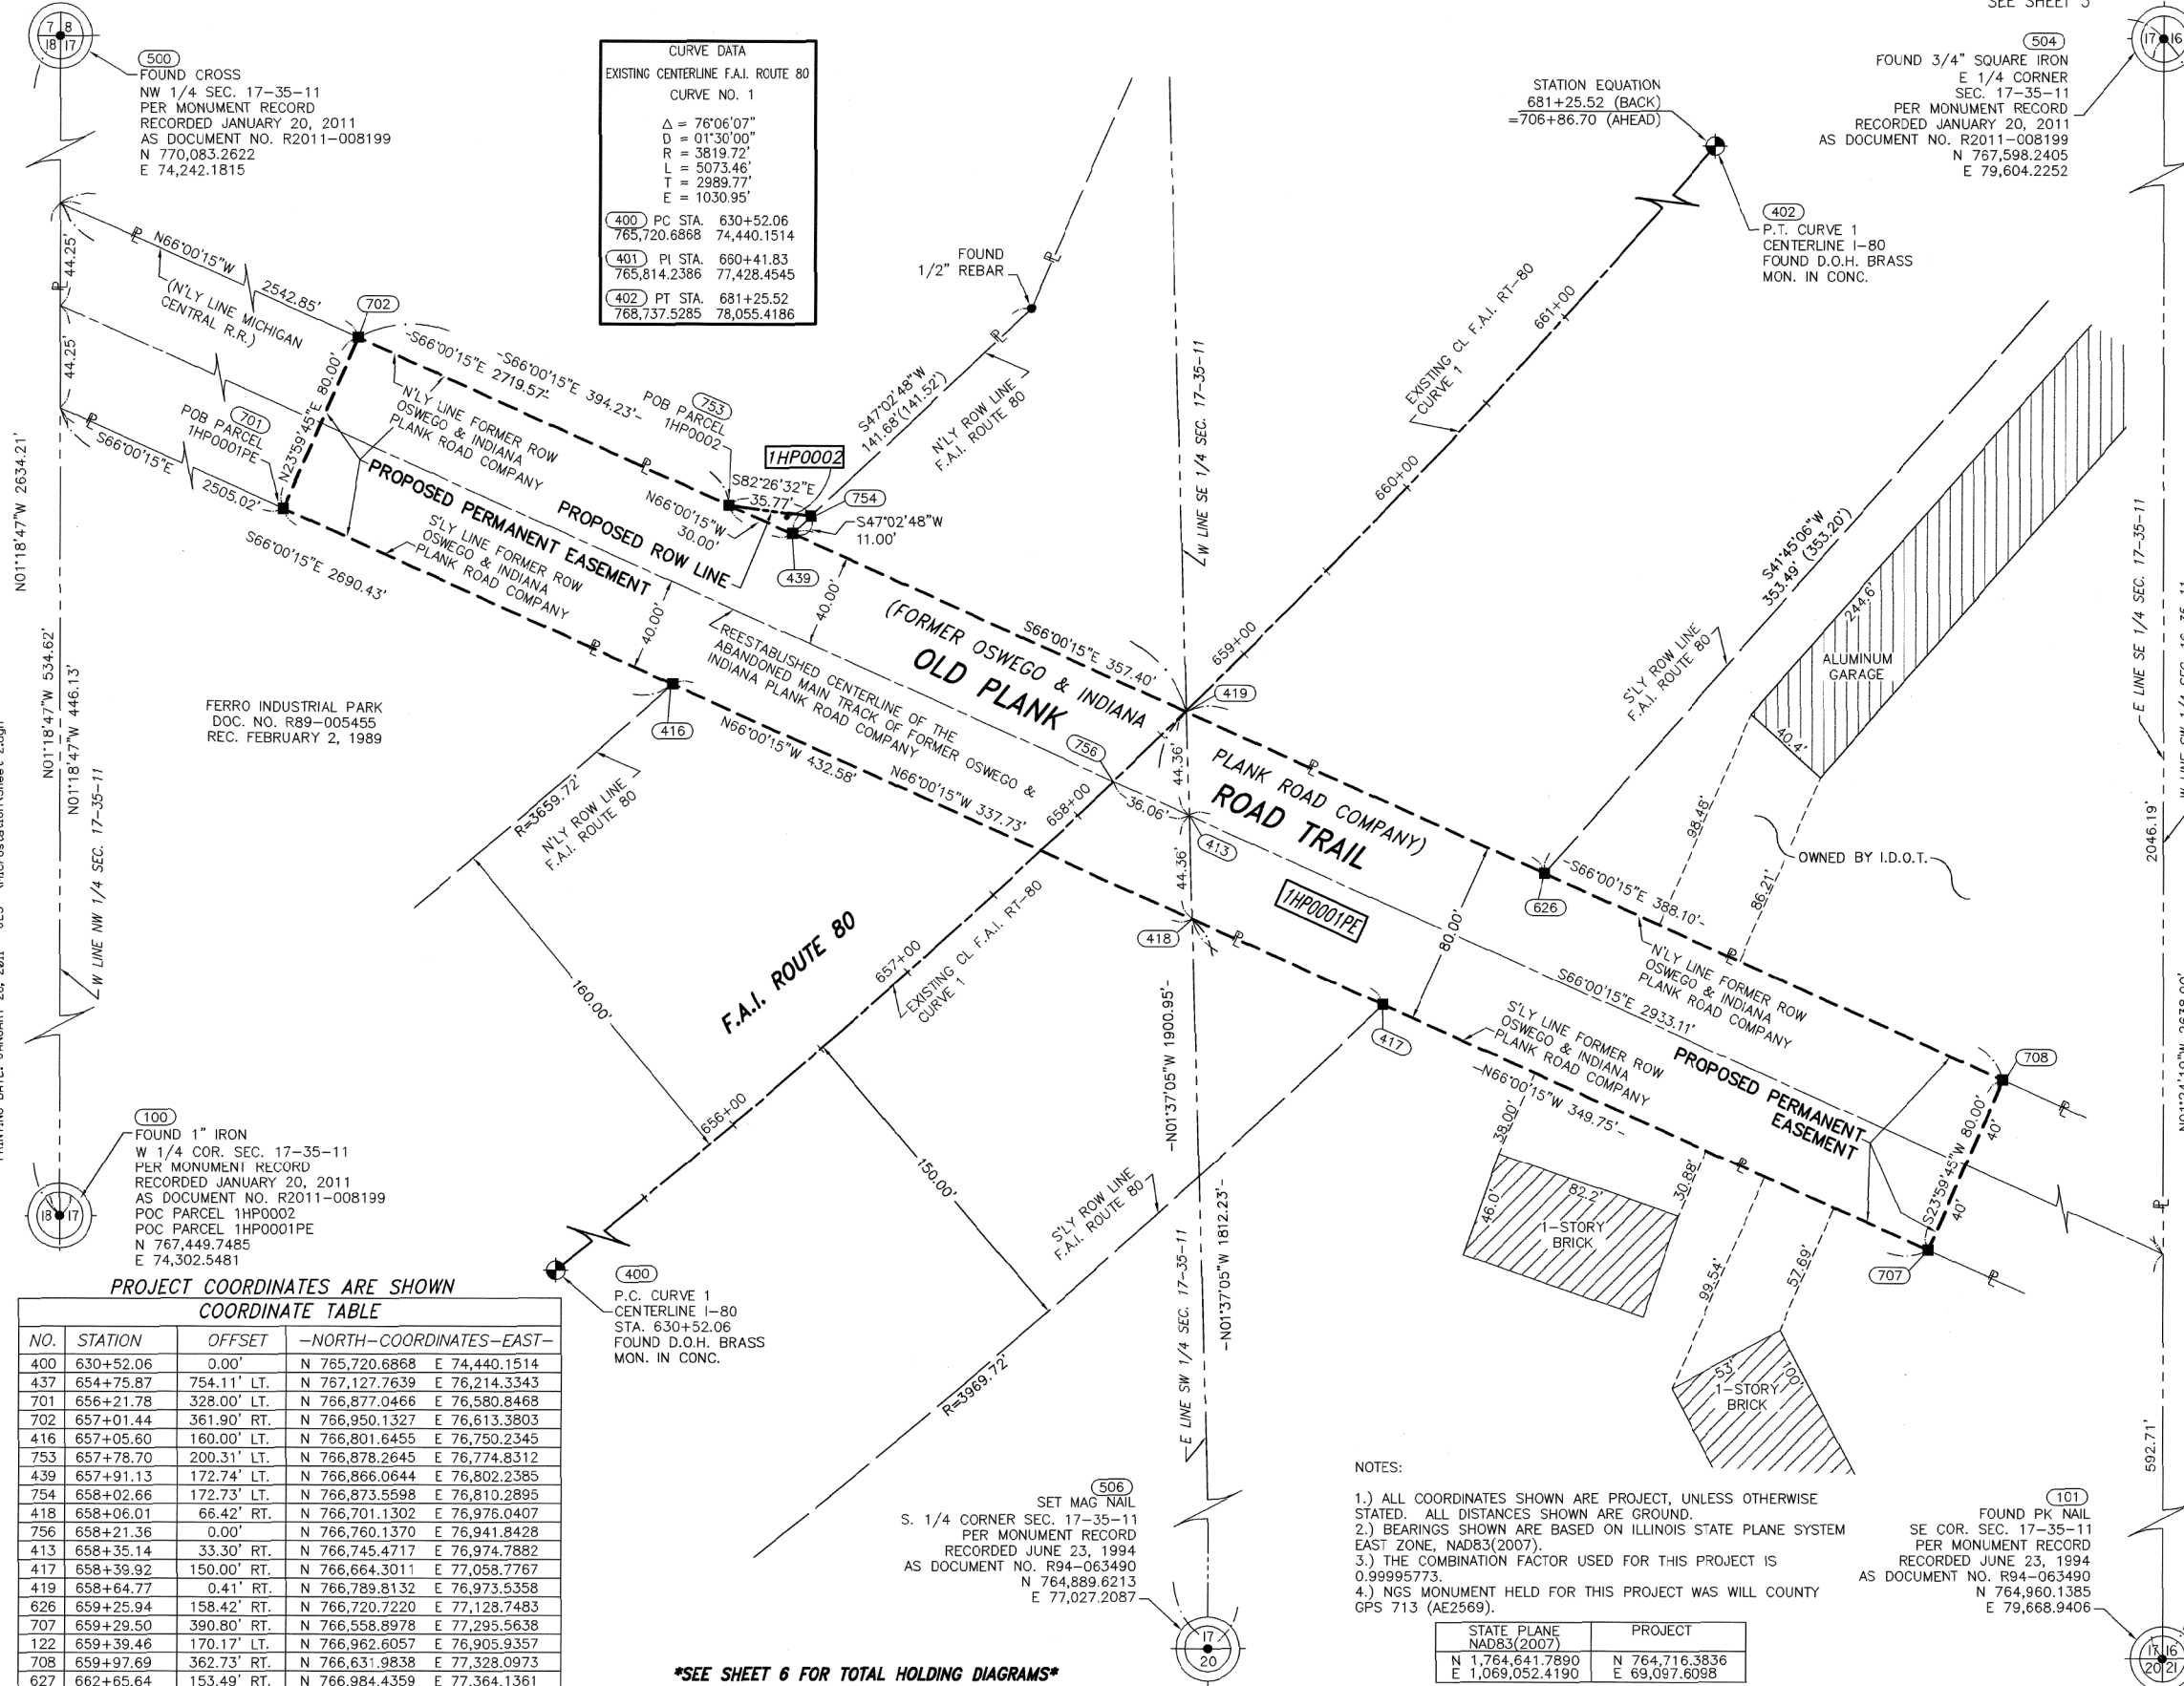 SEE SHEET 3
7 8
18 17
500
FOUND CROSS
NW 1/4 SEC. 17-35-11
PER MONUMENT RECORD
RECORDED JANUARY 20, 2011
AS DOCUMENT NO. R2011-008199
N 770,083.2622
E 74,242.1815
CURVE DATA
EXISTING CENTERLINE F.A.I. ROUTE 80
CURVE NO. 1
Δ = 76°06'07"
D = 01°30'00"
R = 3819.72'
L = 5073.46'
T = 2989.77'
E = 1030.95'
400 PC STA. 630+52.06
765,720.6868 74,440.1514
401 PI STA. 660+41.83
765,814.2386 77,428.4545
402 PT STA. 681+25.52
768,737.5285 78,055.4186
STATION EQUATION
681+25.52 (BACK)
=706+86.70 (AHEAD)
402
P.T. CURVE 1
CENTERLINE I-80
FOUND D.O.H. BRASS
MON. IN CONC.
504
FOUND 3/4" SQUARE IRON
E 1/4 CORNER
SEC. 17-35-11
PER MONUMENT RECORD
RECORDED JANUARY 20, 2011
AS DOCUMENT NO. R2011-008199
N 767,598.2405
E 79,604.2252
17 16
FOUND
1/2" REBAR
44.25'
44.25'
N66°00'15"W
2542.85'
(N'LY LINE MICHIGAN
CENTRAL R.R.)
702
S66°00'15"E 2719.57'
S66°00'15"E 394.23'
N23°59'45"E 80.00'
701
POB PARCEL
1HP0001PE
S66°00'15"E
2505.02'
N'LY LINE FORMER ROW
OSWEGO & INDIANA
PLANK ROAD COMPANY
753
POB PARCEL
1HP0002
1HP0002
S82°26'32"E
35.77'
754
S47°02'48"W
11.00'
N66°00'15"W
30.00'
439
S47°02'48"W
141.68'(141.52')
N'LY ROW LINE
F.A.I. ROUTE 80
PROPOSED PERMANENT EASEMENT
PROPOSED ROW LINE
S'LY LINE FORMER ROW
OSWEGO & INDIANA
PLANK ROAD COMPANY
S66°00'15"E 2690.43'
40.00'
40.00'
REESTABLISHED CENTERLINE OF THE
ABANDONED MAIN TRACK OF FORMER OSWEGO &
INDIANA PLANK ROAD COMPANY
(FORMER OSWEGO & INDIANA
OLD PLANK
PLANK ROAD COMPANY)
ROAD TRAIL
S66°00'15"E 357.40'
W LINE SE 1/4 SEC. 17-35-11
EXISTING CL F.A.I. RT-80
CURVE 1
661+00
660+00
659+00
658+00
657+00
656+00
419
756
36.06'
44.36'
44.36'
413
418
416
N66°00'15"W 432.58'
N66°00'15"W 337.73'
R=3659.72'
N'LY ROW LINE
F.A.I. ROUTE 80
FERRO INDUSTRIAL PARK
DOC. NO. R89-005455
REC. FEBRUARY 2, 1989
N01°18'47"W 2634.21'
N01°18'47"W 534.62'
N01°18'47"W 446.13'
W LINE NW 1/4 SEC. 17-35-11
F.A.I. ROUTE 80
EXISTING CL F.A.I. RT-80
CURVE 1
160.00'
150.00'
1HP0001PE
80.00'
417
626
S41°45'06"W
353.49' (353.20')
S'LY ROW LINE
F.A.I. ROUTE 80
244.6'
40.4'
ALUMINUM
GARAGE
98.48'
86.21'
OWNED BY I.D.O.T.
S66°00'15"E 388.10'
N'LY LINE FORMER ROW
OSWEGO & INDIANA
PLANK ROAD COMPANY
S66°00'15"E 2933.11'
S'LY LINE FORMER ROW
OSWEGO & INDIANA
PLANK ROAD COMPANY
N66°00'15"W 349.75'
PROPOSED PERMANENT
EASEMENT
708
S23°59'45"W 80.00'
40'
40'
707
38.00'
30.88'
82.2'
46.0'
1-STORY
BRICK
99.54'
57.69'
53'
100'
1-STORY
BRICK
E LINE SE 1/4 SEC. 17-35-11
2046.19'
592.71'
N01°37'05"W 1900.95'
N01°37'05"W 1812.23'
E LINE SW 1/4 SEC. 17-35-11
S'LY ROW LINE
F.A.I. ROUTE 80
R=3969.72'
100
FOUND 1" IRON
W 1/4 COR. SEC. 17-35-11
PER MONUMENT RECORD
RECORDED JANUARY 20, 2011
AS DOCUMENT NO. R2011-008199
POC PARCEL 1HP0002
POC PARCEL 1HP0001PE
N 767,449.7485
E 74,302.5481
18 17
400
P.C. CURVE 1
CENTERLINE I-80
STA. 630+52.06
FOUND D.O.H. BRASS
MON. IN CONC.
PROJECT COORDINATES ARE SHOWN
COORDINATE TABLE
NO. STATION OFFSET -NORTH-COORDINATES-EAST-
400 630+52.06 0.00' N 765,720.6868 E 74,440.1514
437 654+75.87 754.11' LT. N 767,127.7639 E 76,214.3343
701 656+21.78 328.00' LT. N 766,877.0466 E 76,580.8468
702 657+01.44 361.90' RT. N 766,950.1327 E 76,613.3803
416 657+05.60 160.00' LT. N 766,801.6455 E 76,750.2345
753 657+78.70 200.31' LT. N 766,878.2645 E 76,774.8312
439 657+91.13 172.74' LT. N 766,866.0644 E 76,802.2385
754 658+02.66 172.73' LT. N 766,873.5598 E 76,810.2895
418 658+06.01 66.42' RT. N 766,701.1302 E 76,976.0407
756 658+21.36 0.00' N 766,760.1370 E 76,941.8428
413 658+35.14 33.30' RT. N 766,745.4717 E 76,974.7882
417 658+39.92 150.00' RT. N 766,664.3011 E 77,058.7767
419 658+64.77 0.41' RT. N 766,789.8132 E 76,973.5358
626 659+25.94 158.42' RT. N 766,720.7220 E 77,128.7483
707 659+29.50 390.80' RT. N 766,558.8978 E 77,295.5638
122 659+39.46 170.17' LT. N 766,962.6057 E 76,905.9357
708 659+97.69 362.73' RT. N 766,631.9838 E 77,328.0973
627 662+65.64 153.49' RT. N 766,984.4359 E 77,364.1361
506
SET MAG NAIL
S. 1/4 CORNER SEC. 17-35-11
PER MONUMENT RECORD
RECORDED JUNE 23, 1994
AS DOCUMENT NO. R94-063490
N 764,889.6213
E 77,027.2087
17
20
*SEE SHEET 6 FOR TOTAL HOLDING DIAGRAMS*
NOTES:
1.) ALL COORDINATES SHOWN ARE PROJECT, UNLESS OTHERWISE
STATED. ALL DISTANCES SHOWN ARE GROUND.
2.) BEARINGS SHOWN ARE BASED ON ILLINOIS STATE PLANE SYSTEM
EAST ZONE, NAD83(2007).
3.) THE COMBINATION FACTOR USED FOR THIS PROJECT IS
0.99995773.
4.) NGS MONUMENT HELD FOR THIS PROJECT WAS WILL COUNTY
GPS 713 (AE2569).
STATE PLANE PROJECT
NAD83(2007)
N 1,764,641.7890 N 764,716.3836
E 1,069,052.4190 E 69,097.6098
101
FOUND PK NAIL
SE COR. SEC. 17-35-11
PER MONUMENT RECORD
RECORDED JUNE 23, 1994
AS DOCUMENT NO. R94-063490
N 764,960.1385
E 79,668.9406
17 16
20 21